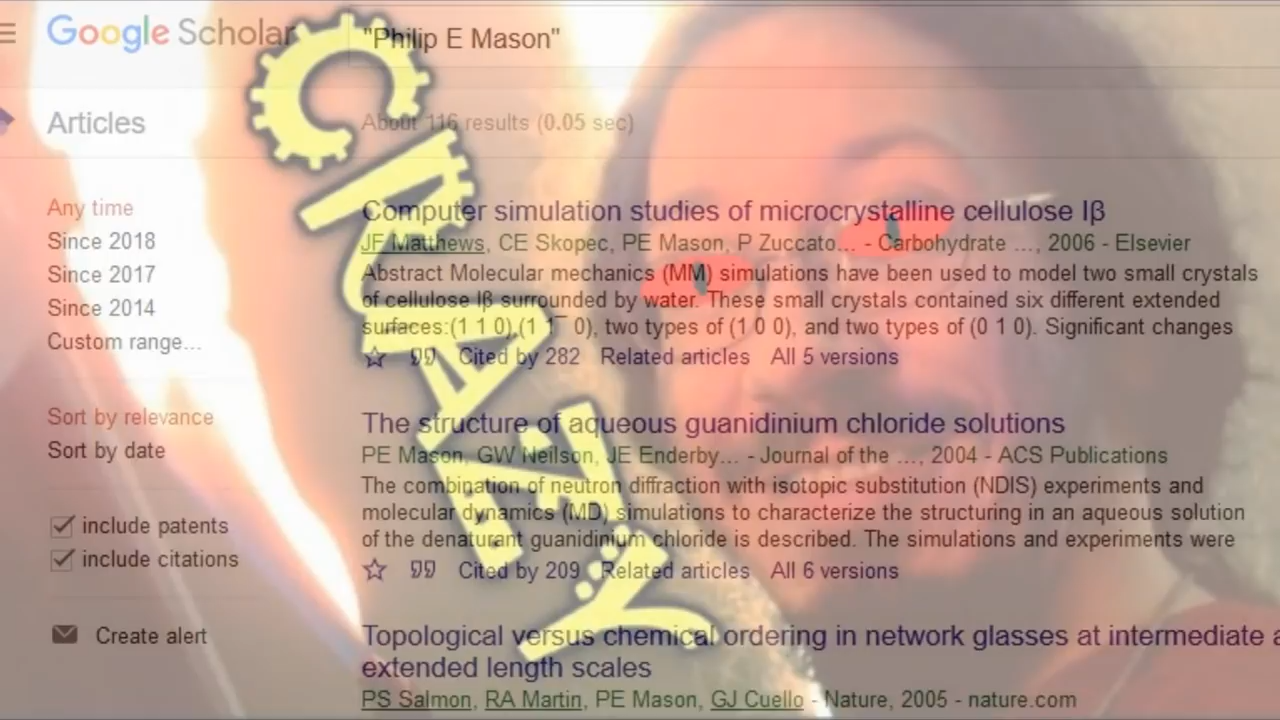 Google Scholar
"Philip E Mason"
Articles
About 116 results (0.05 sec)
Any time
Since 2018
Since 2017
Since 2014
Custom range...
Sort by relevance
Sort by date
include patents
include citations
Create alert
Computer simulation studies of microcrystalline cellulose Iβ
JF Matthews, CE Skopec, PE Mason, P Zuccato... - Carbohydrate ..., 2006 - Elsevier
Abstract Molecular mechanics (MM) simulations have been used to model two small crystals
of cellulose Iβ surrounded by water. These small crystals contained six different extended
surfaces:(1 1 0),(1 1¯ 0), two types of (1 0 0), and two types of (0 1 0). Significant changes
Cited by 282 Related articles All 5 versions
The structure of aqueous guanidinium chloride solutions
PE Mason, GW Neilson, JE Enderby... - Journal of the ..., 2004 - ACS Publications
The combination of neutron diffraction with isotopic substitution (NDIS) experiments and
molecular dynamics (MD) simulations to characterize the structuring in an aqueous solution
of the denaturant guanidinium chloride is described. The simulations and experiments were
Cited by 209 Related articles All 6 versions
Topological versus chemical ordering in network glasses at intermediate a
extended length scales
PS Salmon, RA Martin, PE Mason, GJ Cuello - Nature, 2005 - nature.com